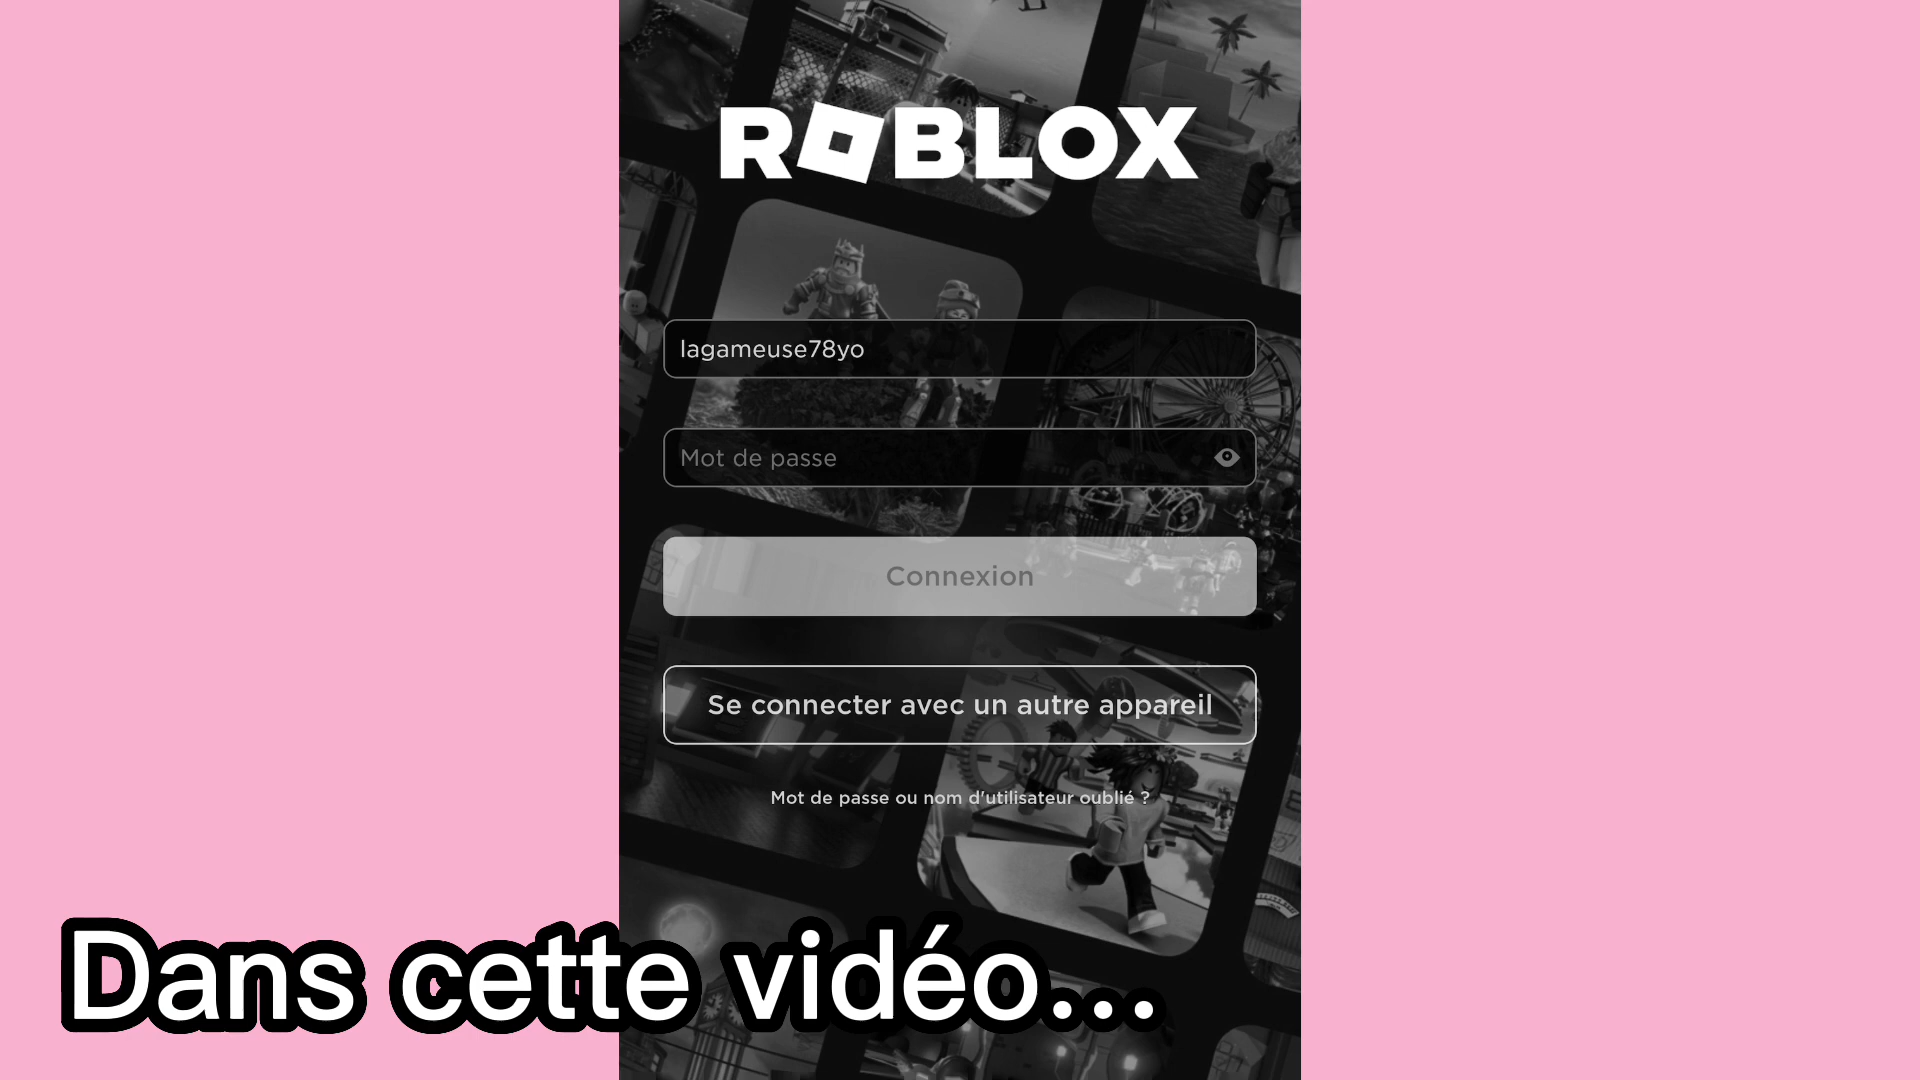 ROBLOX
lagameuse78yo
Mot de passe
Connexion
Se connecter avec un autre appareil
Mot de passe ou nom d'utilisateur oublié ?
Dans cette vidéo...